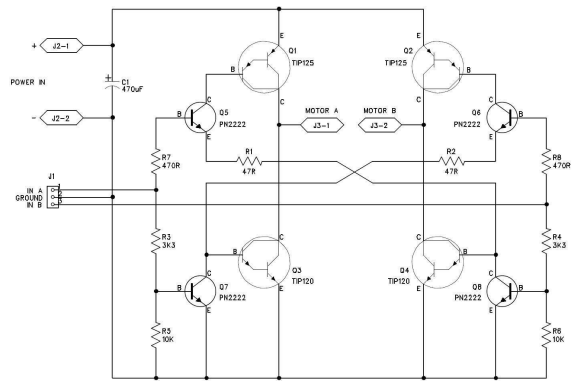 E
E
+ J2-1
Q1
TIP125
Q2
TIP125
B
B
POWER IN
+
C1
470uF
C
C
C
C
MOTOR A
MOTOR B
- J2-2
B
Q5
PN2222
J3-1
J3-2
Q6
PN2222
B
E
E
R1
R2
R7
470R
R8
470R
47R
47R
J1
IN A
1
GROUND
2
IN B
3
R3
3K3
R4
3K3
C
C
B
B
C
Q3
TIP120
Q4
TIP120
C
B
Q7
PN2222
Q8
PN2222
B
E
E
E
E
R5
10K
R6
10K